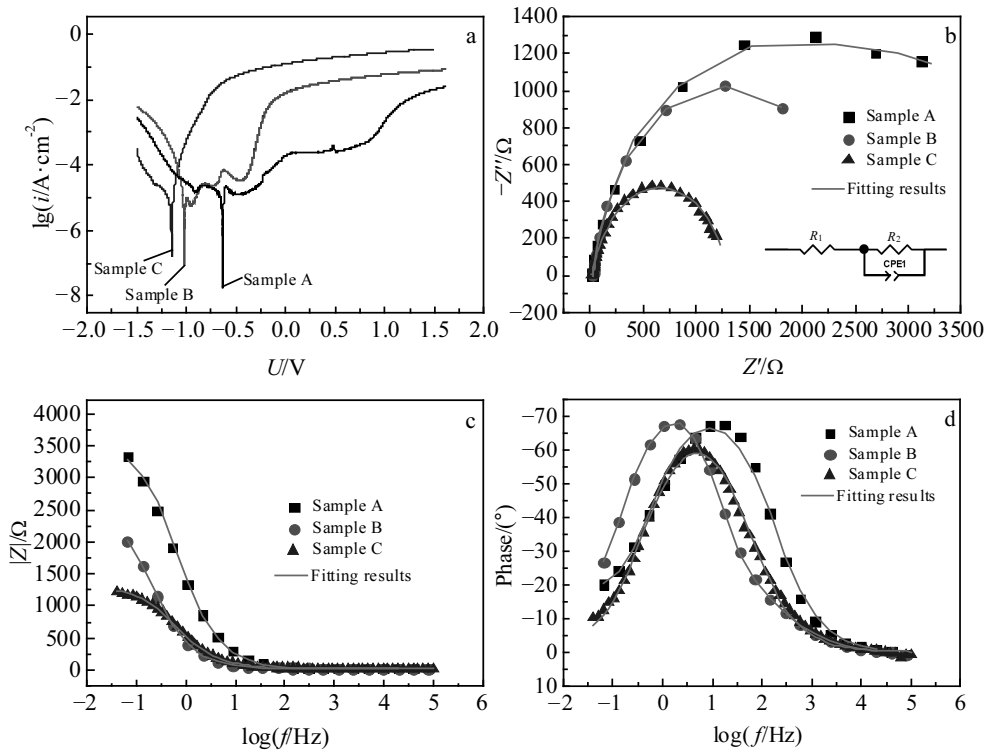 a
lg(i/A·cm⁻²)
0
−2
−4
−6
−8
Sample C
Sample B
Sample A
−2.0 −1.5 −1.0 −0.5 0.0 0.5 1.0 1.5 2.0
U/V
b
−Z″/Ω
1400
1200
1000
800
600
400
200
0
−200
Sample A
Sample B
Sample C
Fitting results
R₁
R₂
CPE1
0 500 1000 1500 2000 2500 3000 3500
Z′/Ω
c
|Z|/Ω
4000
3500
3000
2500
2000
1500
1000
500
0
Sample A
Sample B
Sample C
Fitting results
−2 −1 0 1 2 3 4 5 6
log(f/Hz)
d
Phase/(°)
−70
−60
−50
−40
−30
−20
−10
0
10
Sample A
Sample B
Sample C
Fitting results
−2 −1 0 1 2 3 4 5 6
log(f/Hz)